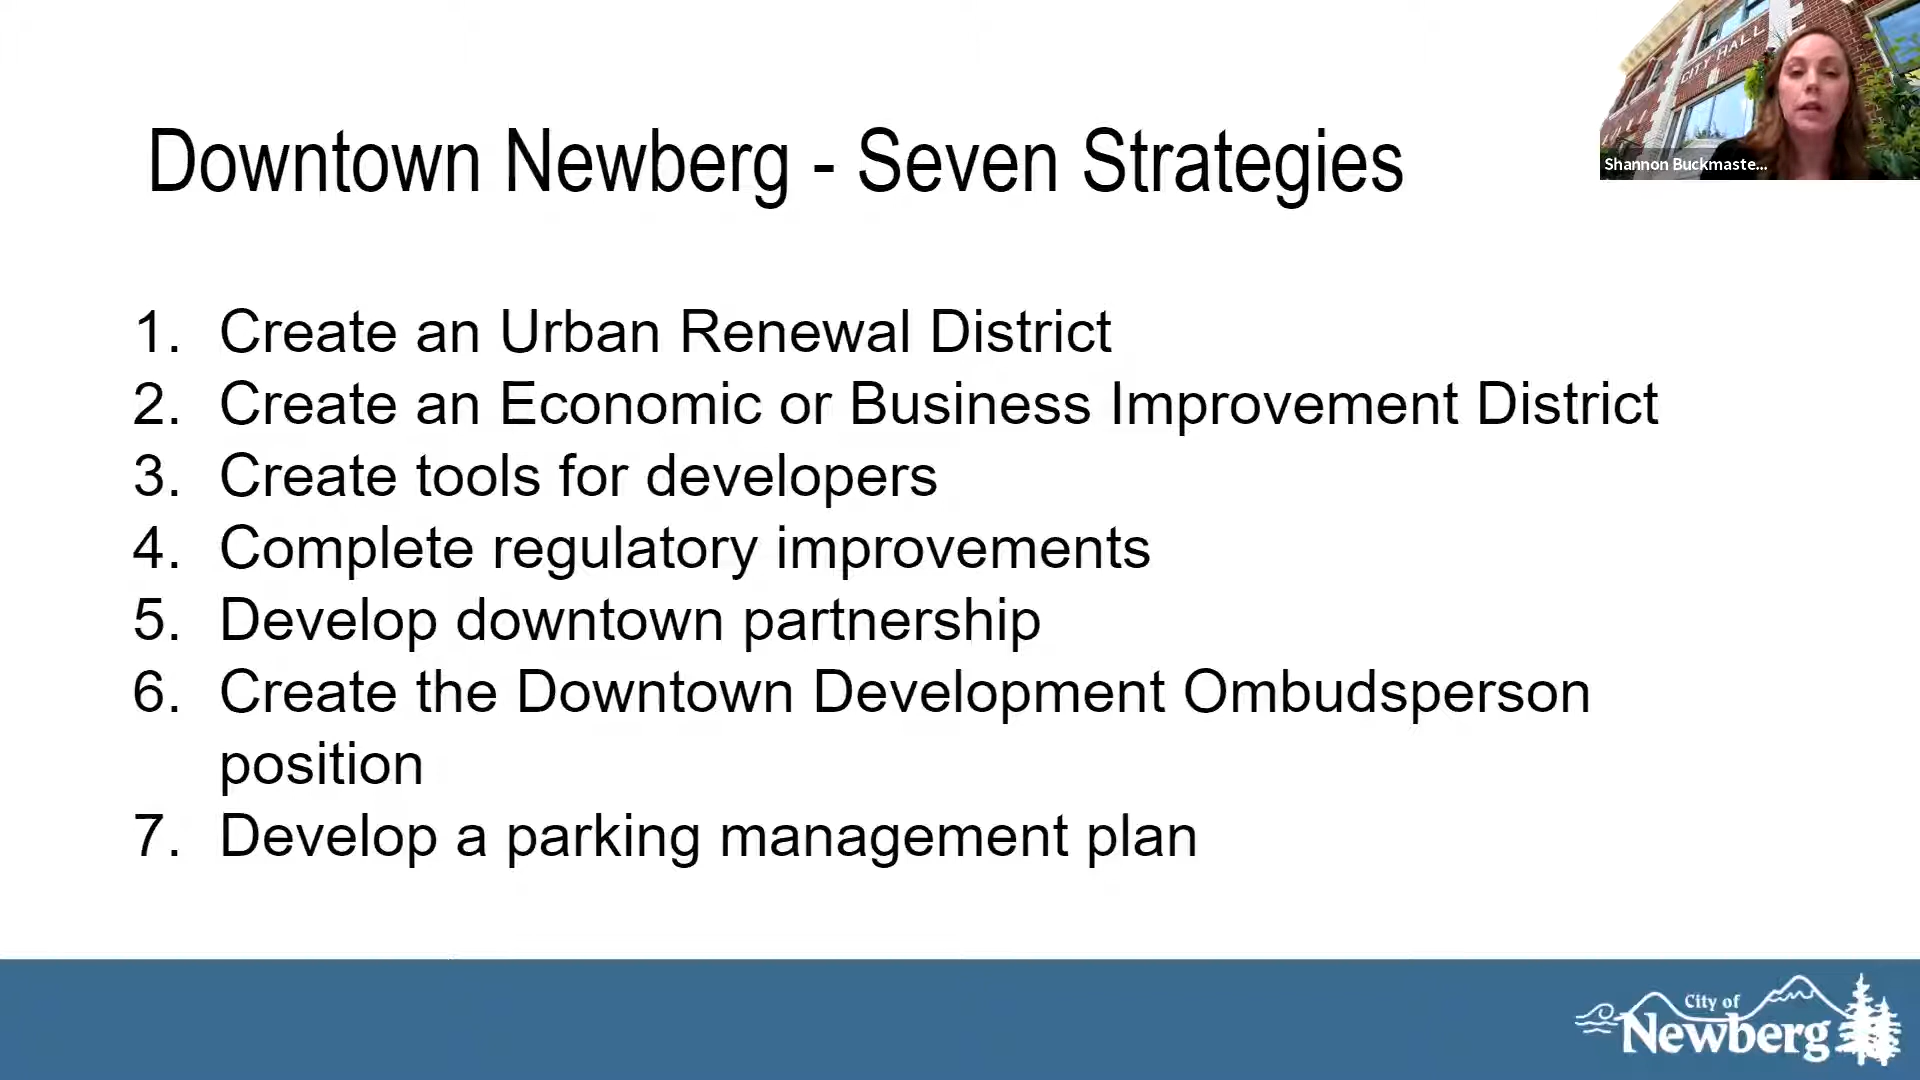 Downtown Newberg - Seven Strategies
CITY HALL
Shannon Buckmaste...
1. Create an Urban Renewal District
2. Create an Economic or Business Improvement District
3. Create tools for developers
4. Complete regulatory improvements
5. Develop downtown partnership
6. Create the Downtown Development Ombudsperson
position
7. Develop a parking management plan
City of
Newberg